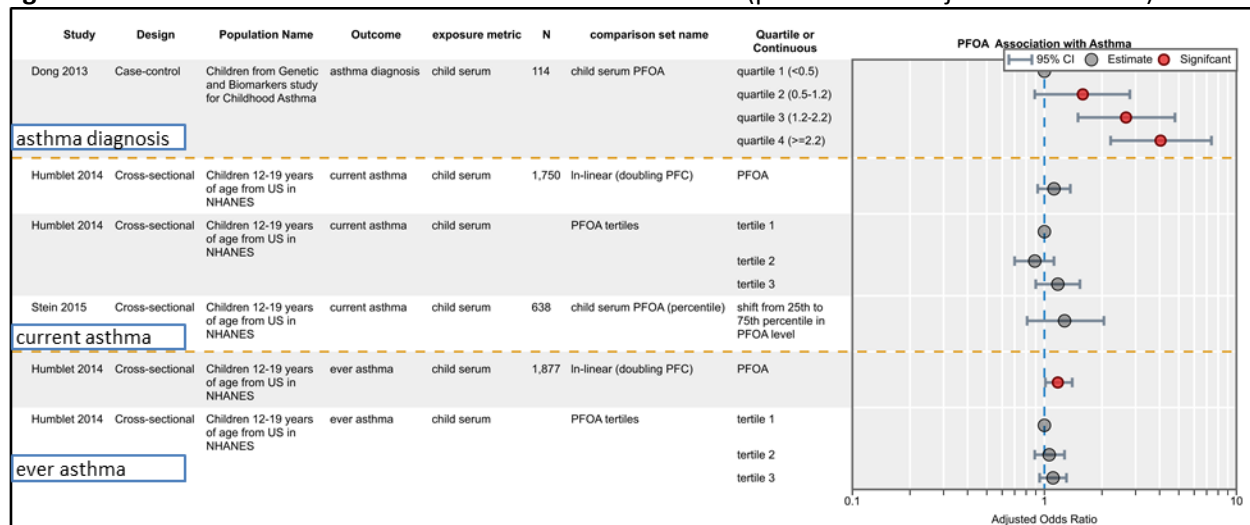 Study Design Population Name Outcome exposure metric N comparison set name Quartile or Continuous
PFOA Association with Asthma
95% CI Estimate Signifcant
Dong 2013 Case-control Children from Genetic asthma diagnosis child serum 114 child serum PFOA quartile 1 (<0.5)
and Biomarkers study
for Childhood Asthma
quartile 2 (0.5-1.2)
quartile 3 (1.2-2.2)
quartile 4 (>=2.2)
asthma diagnosis
Humblet 2014 Cross-sectional Children 12-19 years current asthma child serum 1,750 ln-linear (doubling PFC) PFOA
of age from US in
NHANES
Humblet 2014 Cross-sectional Children 12-19 years current asthma child serum PFOA tertiles tertile 1
of age from US in
NHANES
tertile 2
tertile 3
Stein 2015 Cross-sectional Children 12-19 years current asthma child serum 638 child serum PFOA (percentile) shift from 25th to
of age from US in 75th percentile in
NHANES PFOA level
current asthma
Humblet 2014 Cross-sectional Children 12-19 years ever asthma child serum 1,877 ln-linear (doubling PFC) PFOA
of age from US in
NHANES
Humblet 2014 Cross-sectional Children 12-19 years ever asthma child serum PFOA tertiles tertile 1
of age from US in
NHANES
tertile 2
tertile 3
ever asthma
0.1 1 10
Adjusted Odds Ratio